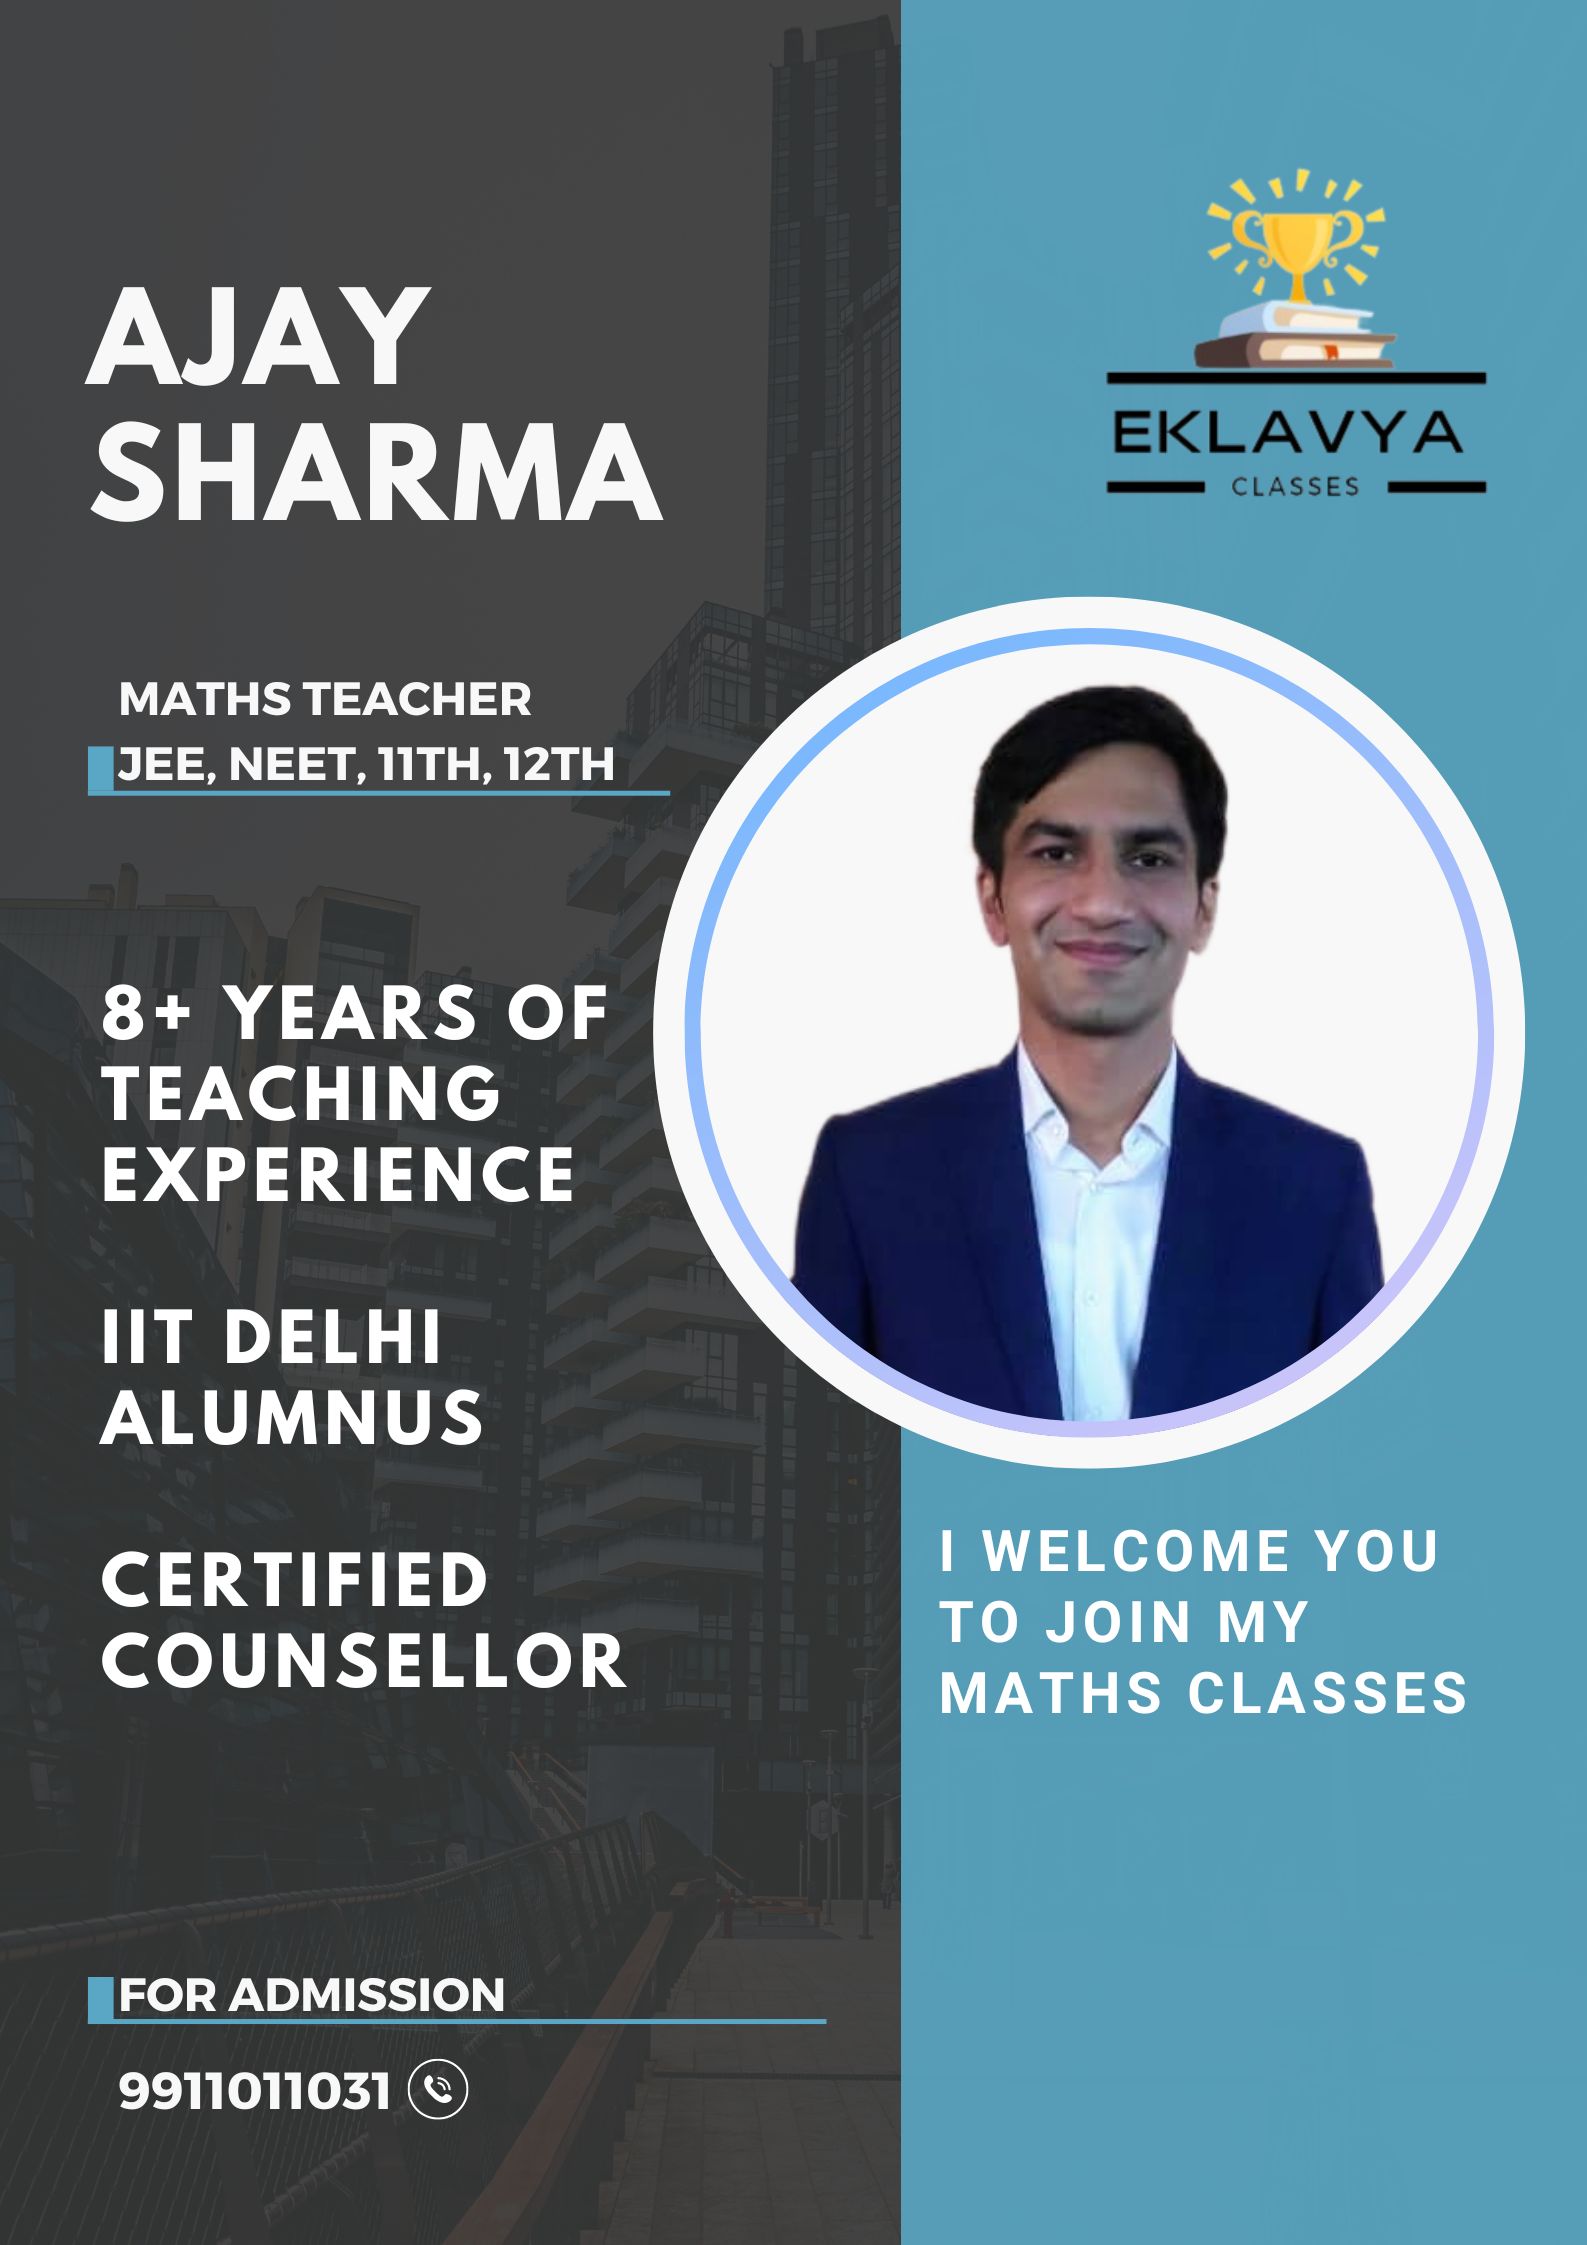 AJAY
SHARMA
EKLAVYA
CLASSES
MATHS TEACHER
JEE, NEET, 11TH, 12TH
8+ YEARS OF
TEACHING
EXPERIENCE
IIT DELHI
ALUMNUS
CERTIFIED
COUNSELLOR
I WELCOME YOU
TO JOIN MY
MATHS CLASSES
FOR ADMISSION
9911011031